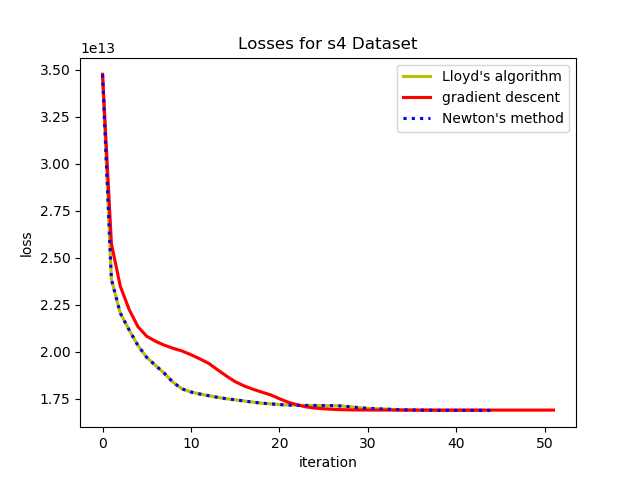 Losses for s4 Dataset
1e13
3.50
3.25
3.00
2.75
2.50
2.25
2.00
1.75
loss
Lloyd's algorithm
gradient descent
Newton's method
0 10 20 30 40 50
iteration